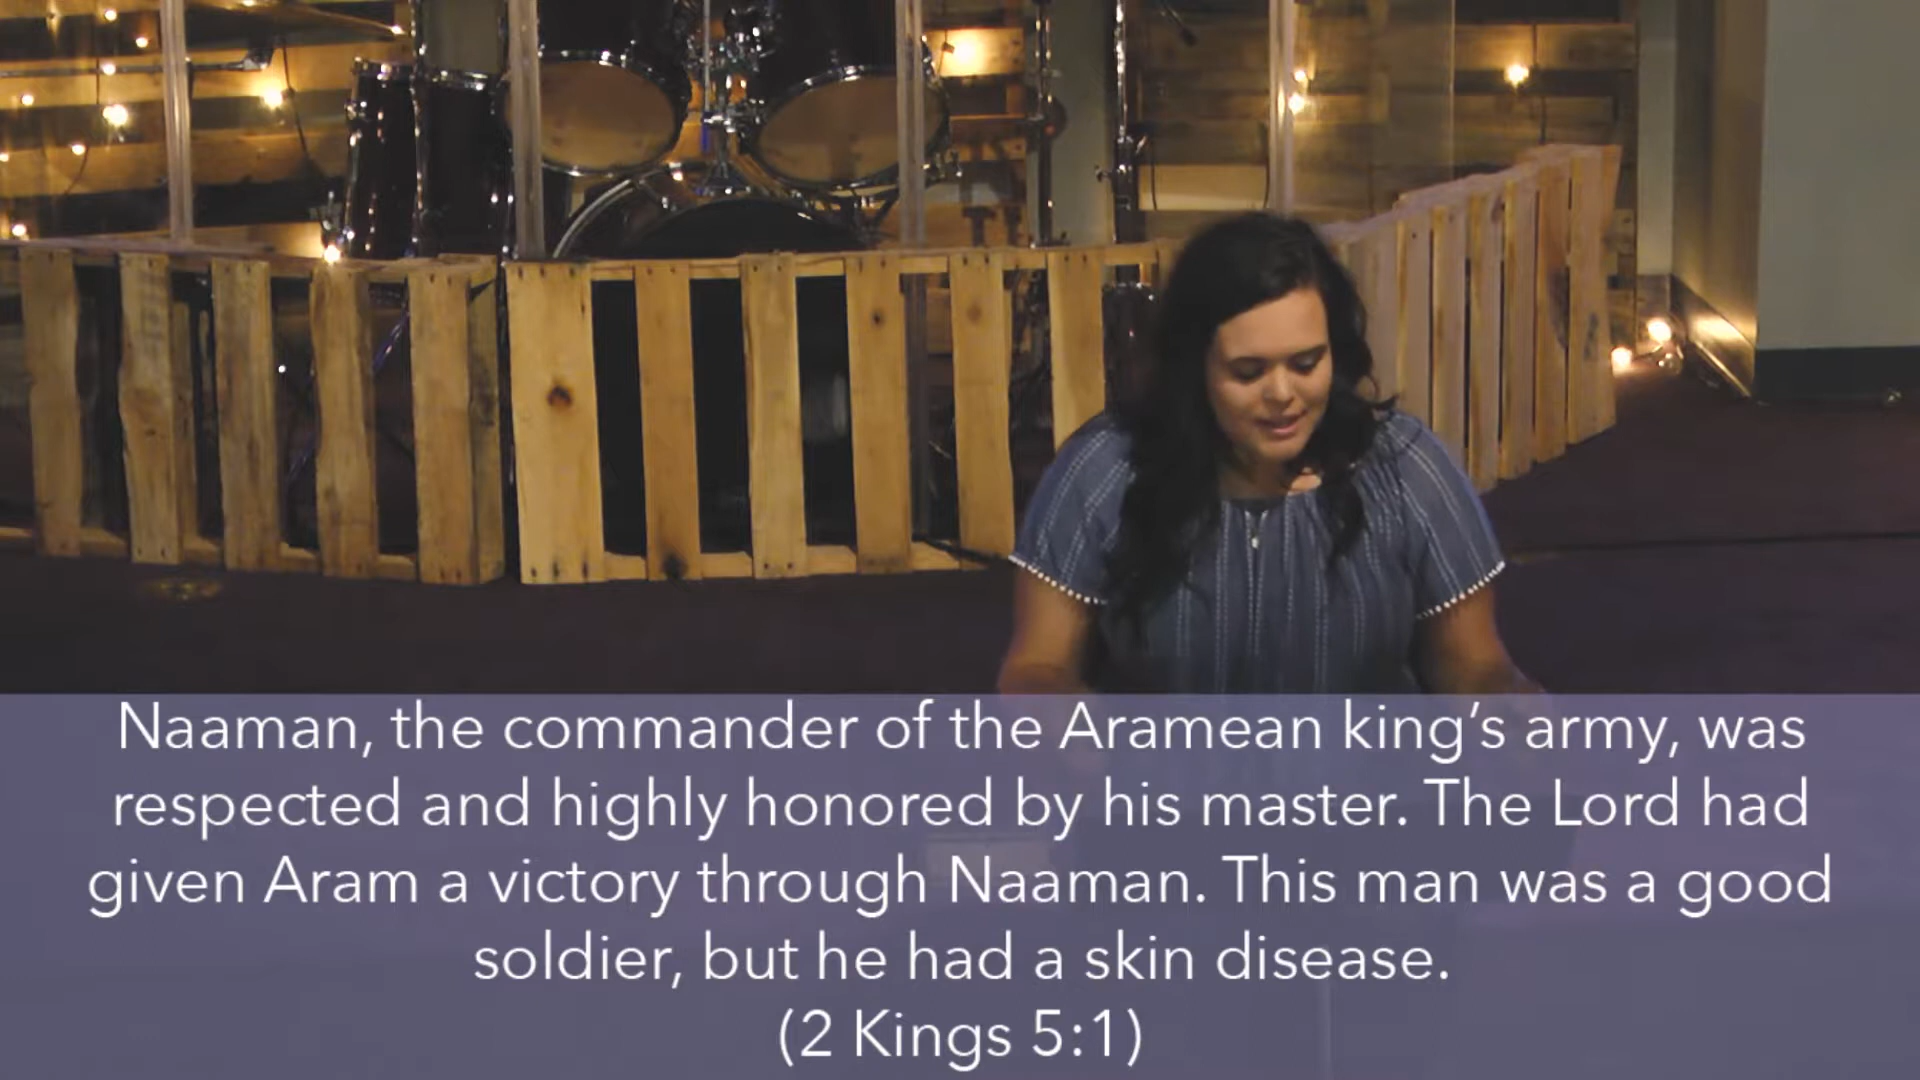 Naaman, the commander of the Aramean king’s army, was
respected and highly honored by his master. The Lord had
given Aram a victory through Naaman. This man was a good
soldier, but he had a skin disease.
(2 Kings 5:1)